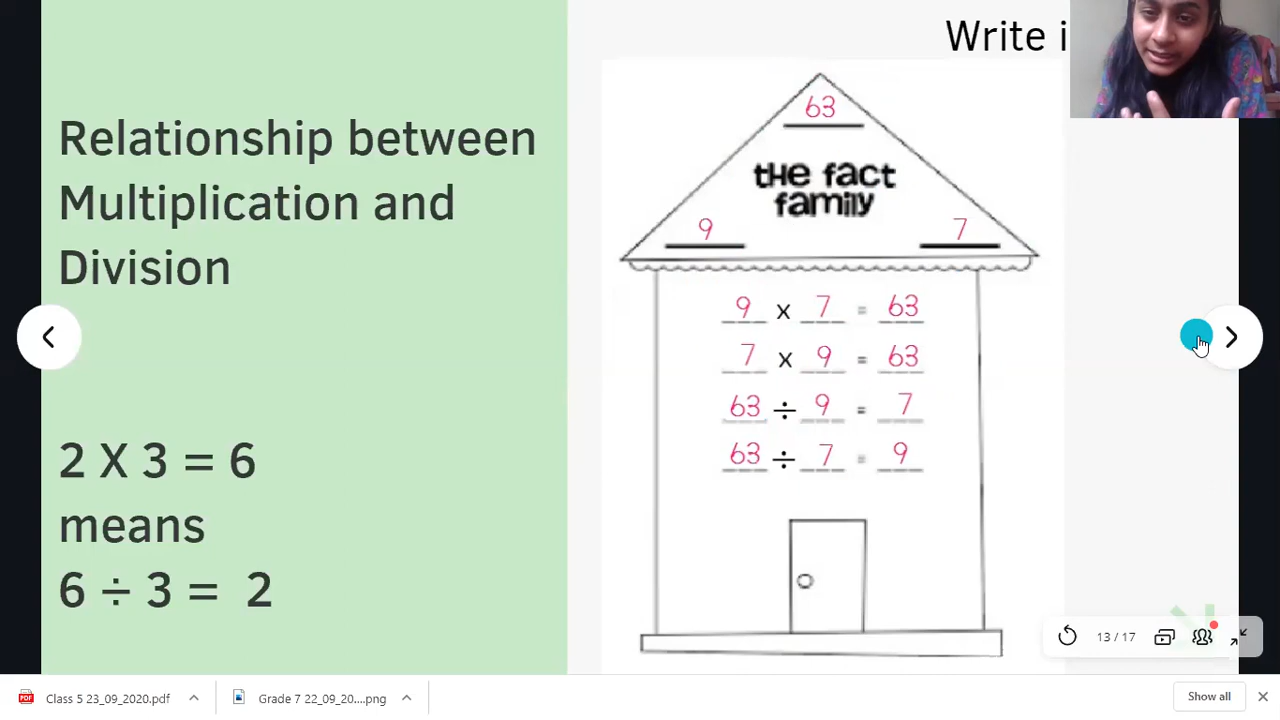 Write i
Relationship between
Multiplication and
Division
2 X 3 = 6
means
6 ÷ 3 = 2
63
the fact
family
9
7
9 x 7 = 63
7 x 9 = 63
63 ÷ 9 = 7
63 ÷ 7 = 9
13 / 17
Class 5 23_09_2020.pdf
Grade 7 22_09_20....png
Show all